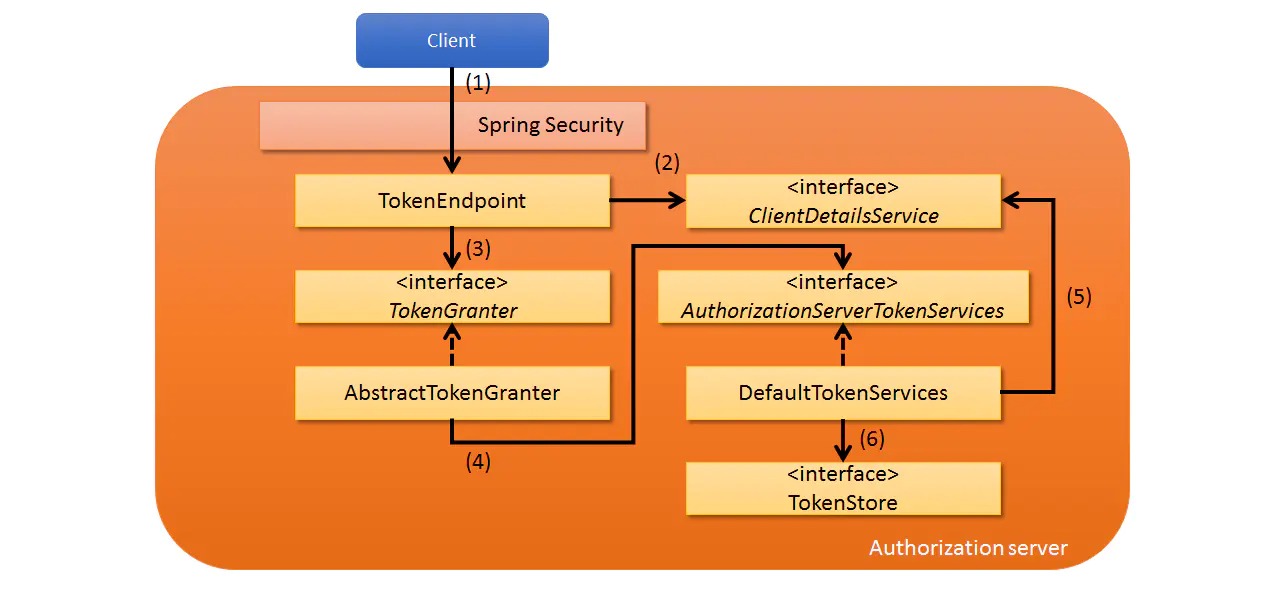 Client
(1)
Spring Security
(2)
TokenEndpoint
<interface>
ClientDetailsService
(3)
<interface>
TokenGranter
<interface>
AuthorizationServerTokenServices
(5)
AbstractTokenGranter
DefaultTokenServices
(4)
(6)
<interface>
TokenStore
Authorization server